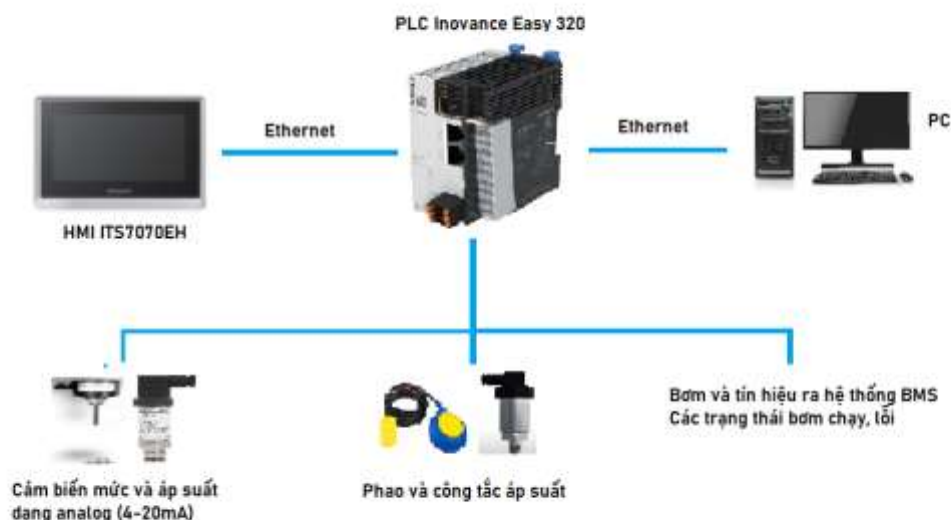 PLC Inovance Easy 320
Ethernet
Ethernet
PC
HMI ITS7070EH
Bơm và tín hiệu ra hệ thống BMS
Các trạng thái bơm chạy, lỗi
Cảm biến mức và áp suất
dạng analog (4-20mA)
Phao và công tắc áp suất